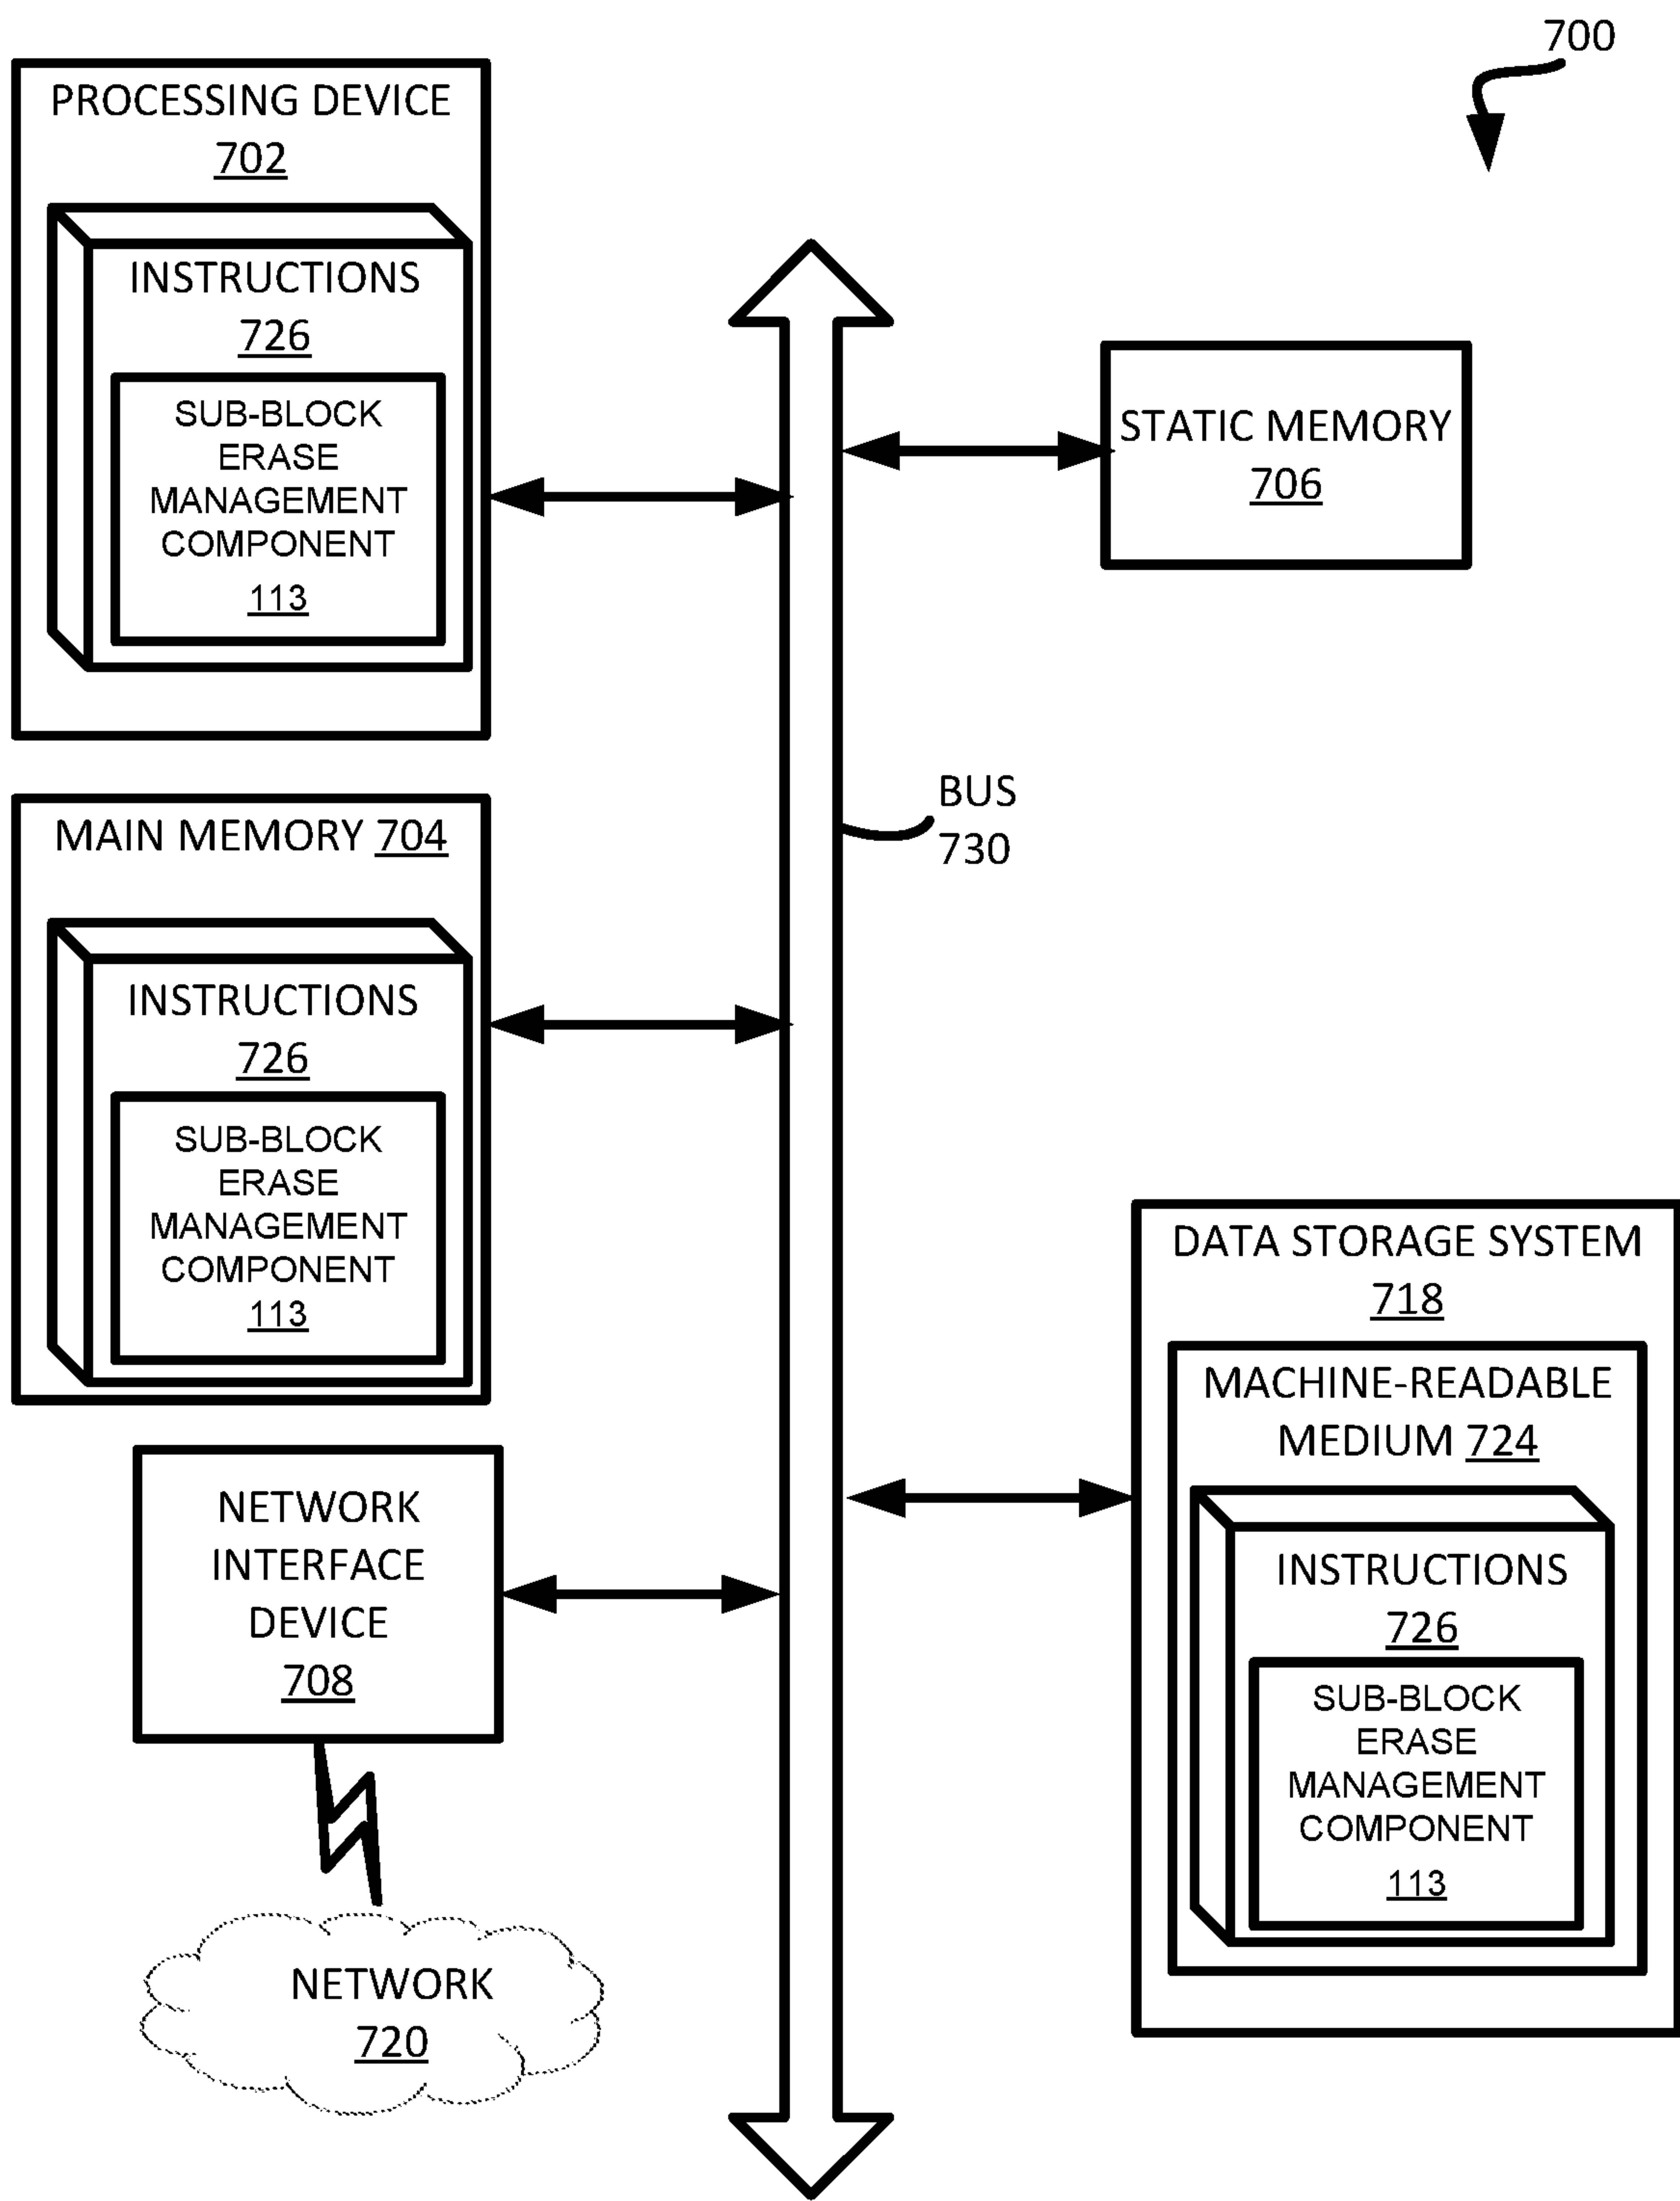 700
PROCESSING DEVICE
702
INSTRUCTIONS
726
SUB-BLOCK
ERASE
MANAGEMENT
COMPONENT
113
STATIC MEMORY
706
BUS
730
MAIN MEMORY 704
INSTRUCTIONS
726
SUB-BLOCK
ERASE
MANAGEMENT
COMPONENT
113
DATA STORAGE SYSTEM
718
MACHINE-READABLE
MEDIUM 724
INSTRUCTIONS
726
SUB-BLOCK
ERASE
MANAGEMENT
COMPONENT
113
NETWORK
INTERFACE
DEVICE
708
NETWORK
720